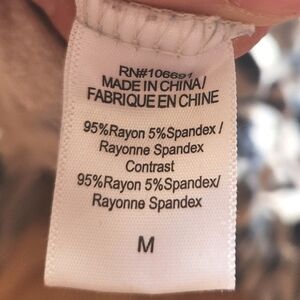 RN#106691
MADE IN CHINA/
FABRIQUE EN CHINE
95%Rayon 5%Spandex/
Rayonne Spandex
Contrast
95%Rayon 5%Spandex/
Rayonne Spandex
M